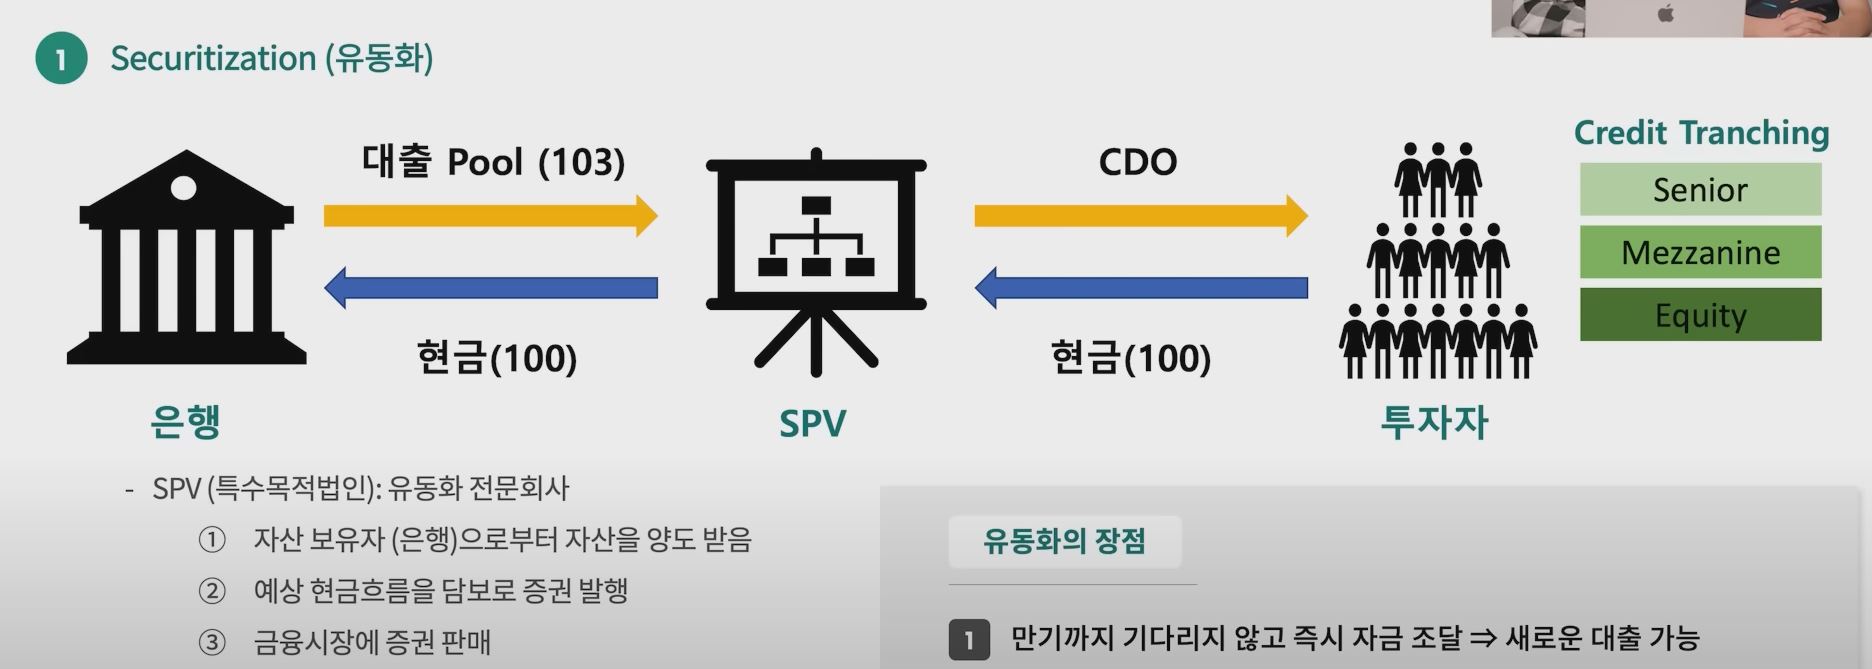 1 Securitization (유동화)
대출 Pool (103)
현금(100)
CDO
현금(100)
Credit Tranching
Senior
Mezzanine
Equity
은행
SPV
투자자
- SPV (특수목적법인): 유동화 전문회사
① 자산 보유자 (은행)으로부터 자산을 양도 받음
② 예상 현금흐름을 담보로 증권 발행
③ 금융시장에 증권 판매
유동화의 장점
1 만기까지 기다리지 않고 즉시 자금 조달 ⇒ 새로운 대출 가능